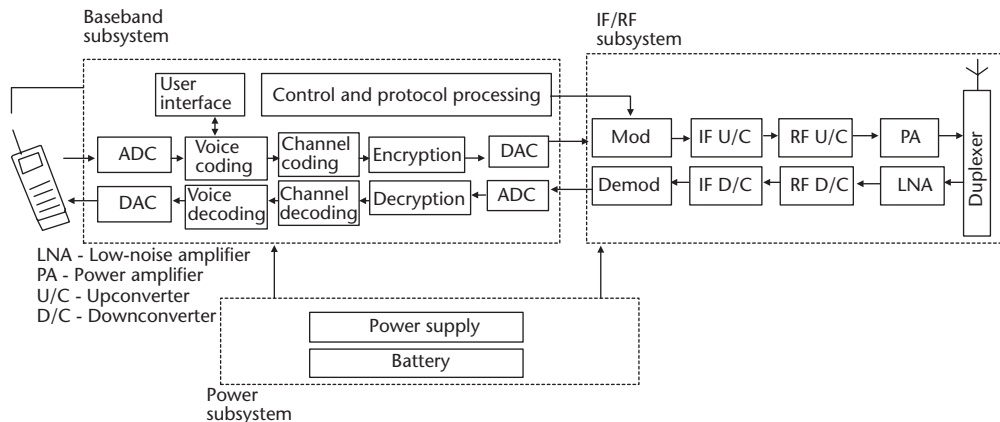 Baseband
subsystem
IF/RF
subsystem
User
interface
Control and protocol processing
ADC
Voice
coding
Channel
coding
Encryption
DAC
Mod
IF U/C
RF U/C
PA
Duplexer
DAC
Voice
decoding
Channel
decoding
Decryption
ADC
Demod
IF D/C
RF D/C
LNA
LNA - Low-noise amplifier
PA - Power amplifier
U/C - Upconverter
D/C - Downconverter
Power supply
Battery
Power
subsystem